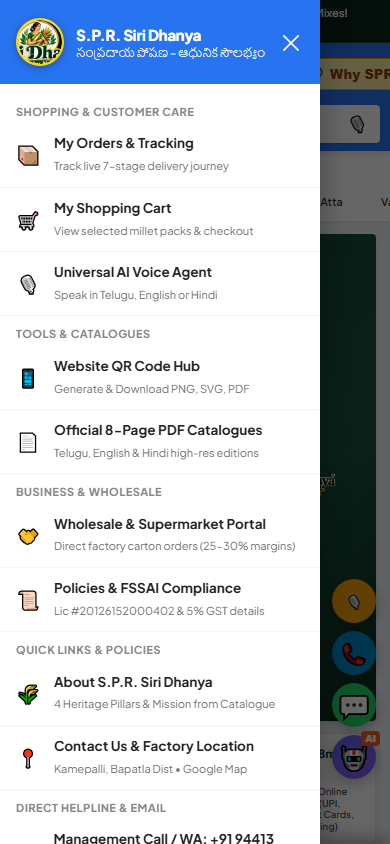 S.P.R. Siri Dhanya
సంప్రదాయ పోషణ – ఆధునిక సౌలభ్యం
SHOPPING & CUSTOMER CARE
My Orders & Tracking
Track live 7-stage delivery journey
My Shopping Cart
View selected millet packs & checkout
Universal AI Voice Agent
Speak in Telugu, English or Hindi
TOOLS & CATALOGUES
Website QR Code Hub
Generate & Download PNG, SVG, PDF
Official 8-Page PDF Catalogues
Telugu, English & Hindi high-res editions
BUSINESS & WHOLESALE
Wholesale & Supermarket Portal
Direct factory carton orders (25-30% margins)
Policies & FSSAI Compliance
Lic #20126152000402 & 5% GST details
QUICK LINKS & POLICIES
About S.P.R. Siri Dhanya
4 Heritage Pillars & Mission from Catalogue
Contact Us & Factory Location
Kamepalli, Bapatla Dist • Google Map
DIRECT HELPLINE & EMAIL
Management Call / WA: +91 94413
Mixes!
Why SPR
Atta
AI